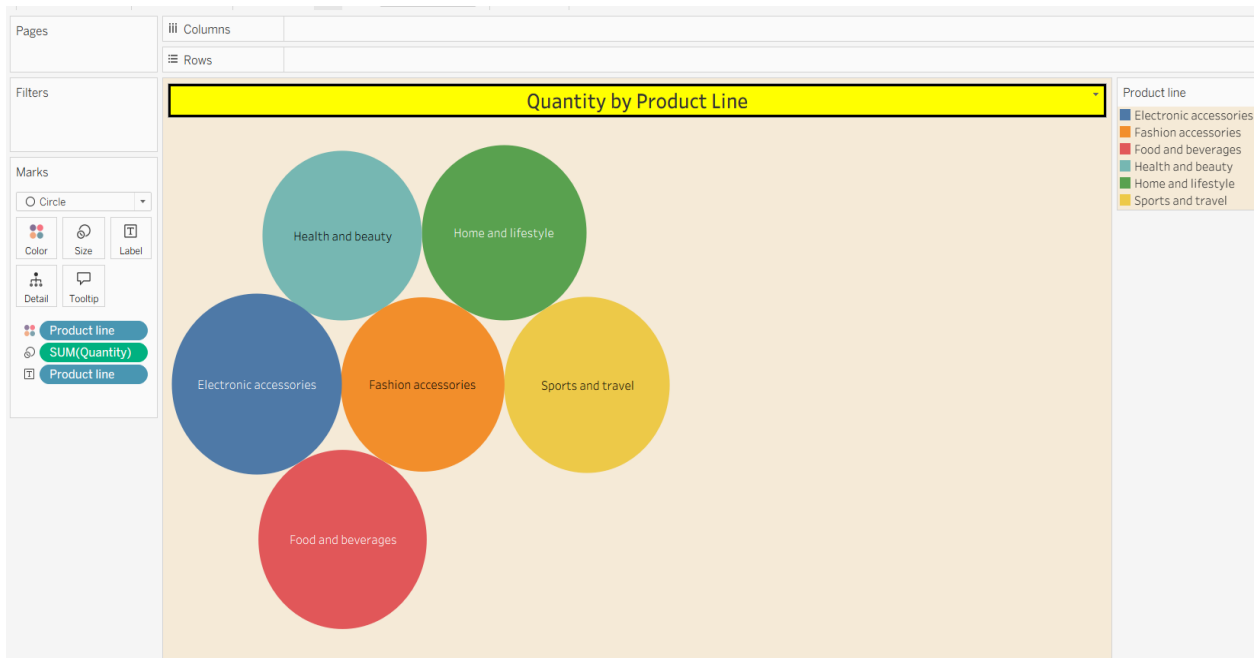 Pages
Columns
Rows
Filters
Quantity by Product Line
Product line
Electronic accessories
Fashion accessories
Food and beverages
Health and beauty
Home and lifestyle
Sports and travel
Marks
Circle
Color Size Label
Detail Tooltip
Product line
SUM(Quantity)
Product line
Health and beauty
Home and lifestyle
Electronic accessories
Fashion accessories
Sports and travel
Food and beverages